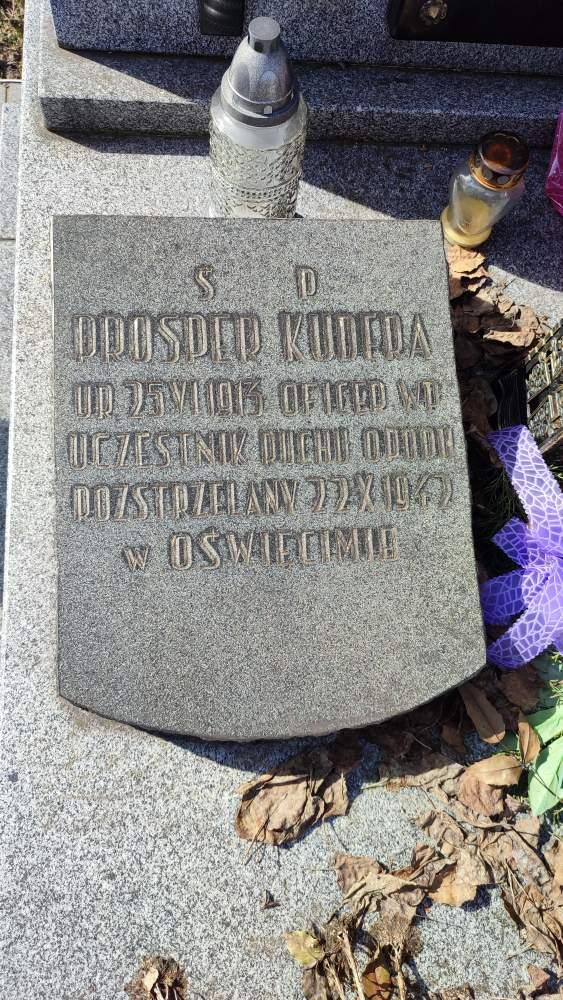 Ś P
PROSPER KUDERA
UR 25 VI 1913 OFICER WP
UCZESTNIK RUCHU OPORU
ROZSTRZELANY 22 X 1942
W OŚWIĘCIMIU